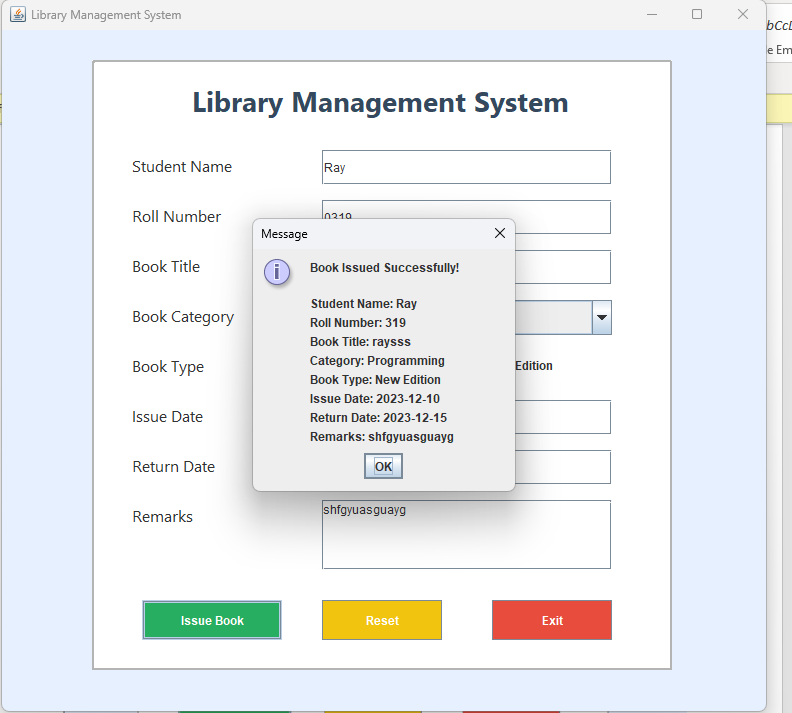 Library Management System
bCcD
e Em
Library Management System
Student Name
Ray
Roll Number
0319
Message
Book Title
Book Issued Successfully!
Student Name: Ray
Book Category
Roll Number: 319
Book Title: raysss
Category: Programming
Book Type
Edition
Book Type: New Edition
Issue Date: 2023-12-10
Issue Date
Return Date: 2023-12-15
Remarks: shfgyuasguayg
Return Date
OK
Remarks
shfgyuasguayg
Issue Book
Reset
Exit